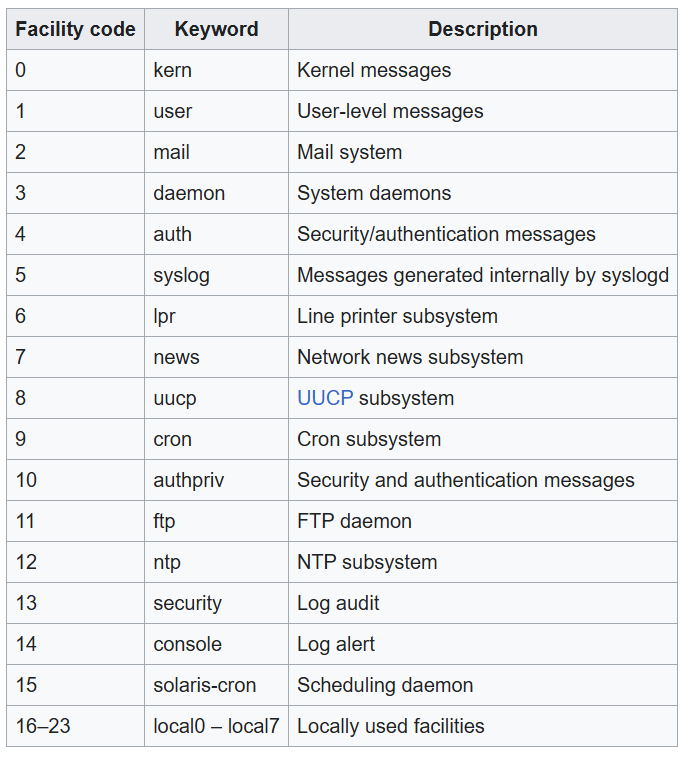 Facility code Keyword Description
0 kern Kernel messages
1 user User-level messages
2 mail Mail system
3 daemon System daemons
4 auth Security/authentication messages
5 syslog Messages generated internally by syslogd
6 lpr Line printer subsystem
7 news Network news subsystem
8 uucp UUCP subsystem
9 cron Cron subsystem
10 authpriv Security and authentication messages
11 ftp FTP daemon
12 ntp NTP subsystem
13 security Log audit
14 console Log alert
15 solaris-cron Scheduling daemon
16–23 local0 – local7 Locally used facilities